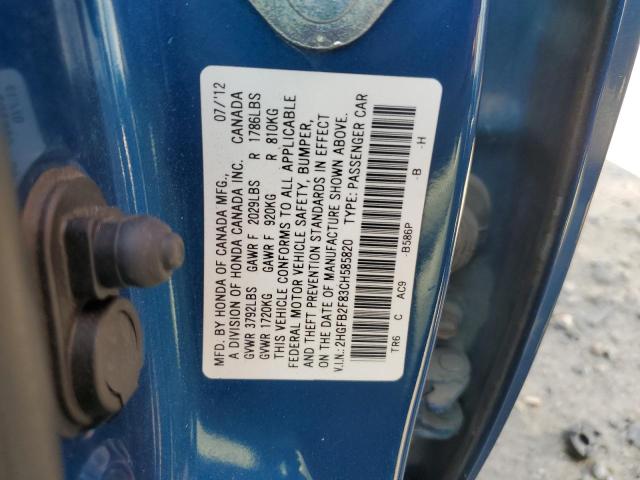 MFD. BY HONDA OF CANADA MFG., 07/'12
A DIVISION OF HONDA CANADA INC. CANADA
GVWR 3792LBS GAWR F 2029LBS R 1786LBS
GVWR 1720KG GAWR F 920KG R 810KG
THIS VEHICLE CONFORMS TO ALL APPLICABLE
FEDERAL MOTOR VEHICLE SAFETY, BUMPER,
AND THEFT PREVENTION STANDARDS IN EFFECT
ON THE DATE OF MANUFACTURE SHOWN ABOVE.
V.I.N.: 2HGFB2F83CH585820 TYPE: PASSENGER CAR
TR6 C AC9 -B586P -B -H